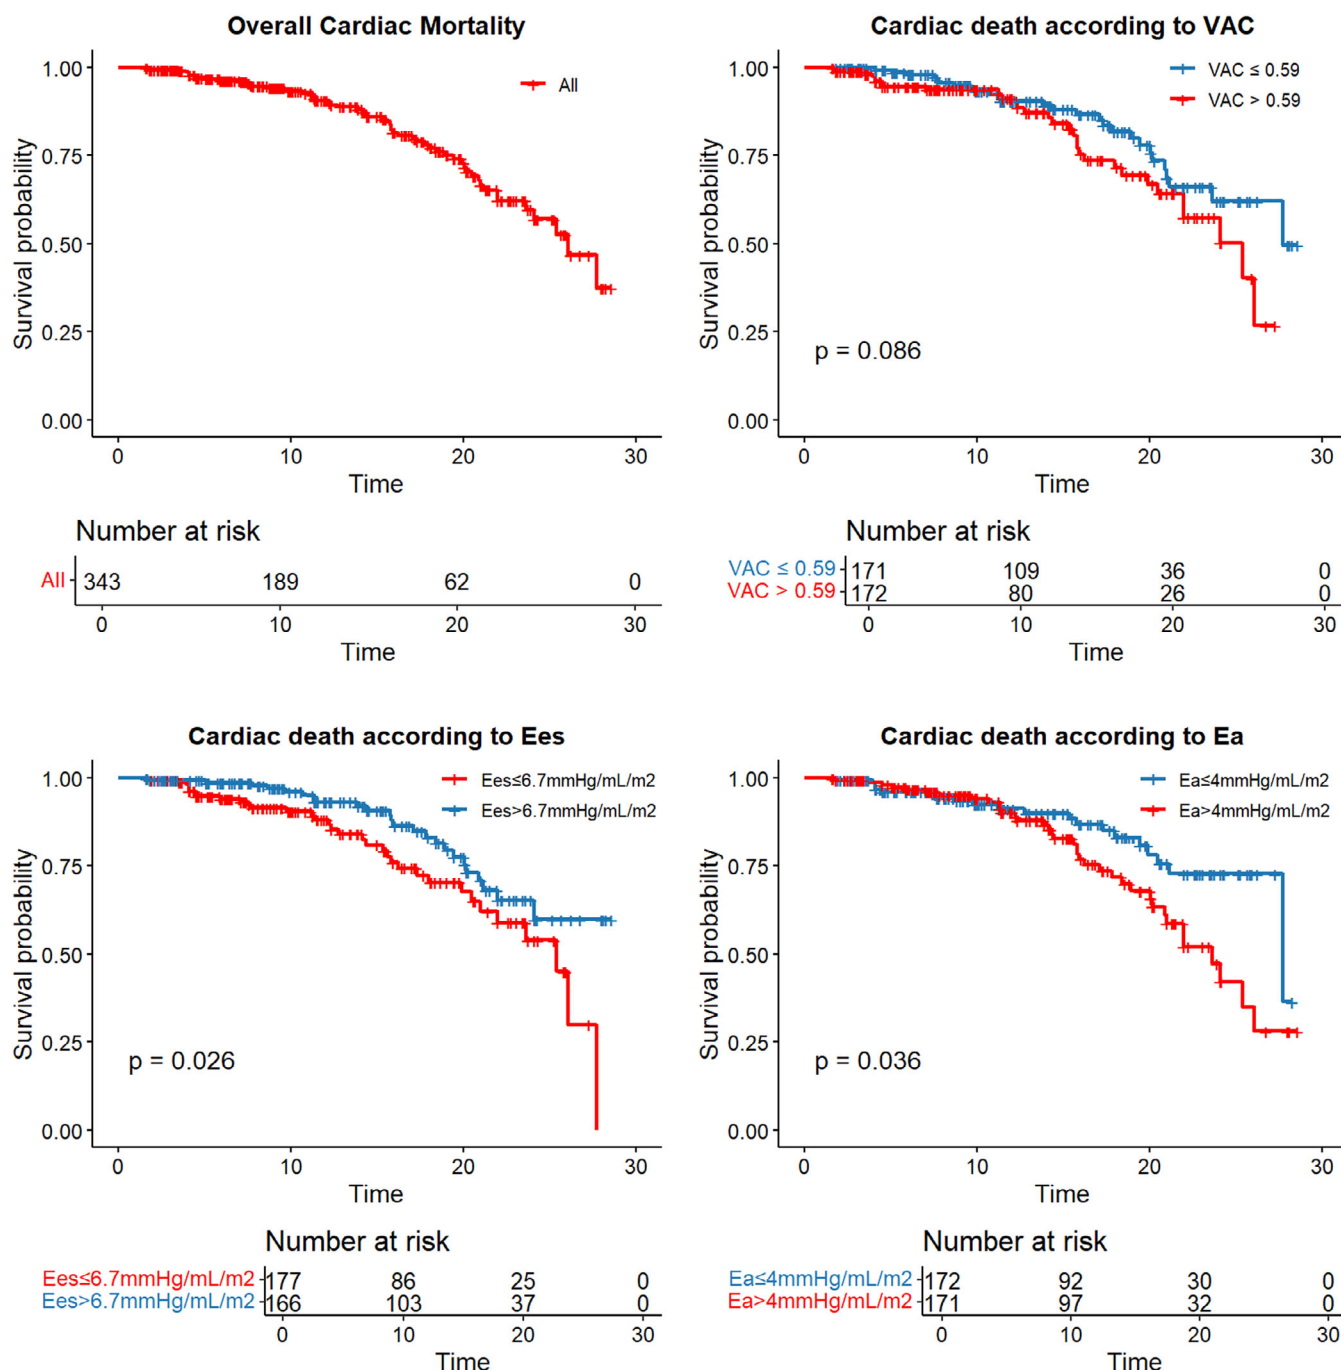 Overall Cardiac Mortality
1.00
0.75
0.50
0.25
0.00
Survival probability
All
0 10 20 30
Time
Number at risk
All 343 189 62 0
0 10 20 30
Time
Cardiac death according to VAC
1.00
0.75
0.50
0.25
0.00
Survival probability
VAC ≤ 0.59
VAC > 0.59
p = 0.086
0 10 20 30
Time
Number at risk
VAC ≤ 0.59 171 109 36 0
VAC > 0.59 172 80 26 0
0 10 20 30
Time
Cardiac death according to Ees
1.00
0.75
0.50
0.25
0.00
Survival probability
Ees≤6.7mmHg/mL/m2
Ees>6.7mmHg/mL/m2
p = 0.026
0 10 20 30
Time
Number at risk
Ees≤6.7mmHg/mL/m2 177 86 25 0
Ees>6.7mmHg/mL/m2 166 103 37 0
0 10 20 30
Time
Cardiac death according to Ea
1.00
0.75
0.50
0.25
0.00
Survival probability
Ea≤4mmHg/mL/m2
Ea>4mmHg/mL/m2
p = 0.036
0 10 20 30
Time
Number at risk
Ea≤4mmHg/mL/m2 172 92 30 0
Ea>4mmHg/mL/m2 171 97 32 0
0 10 20 30
Time